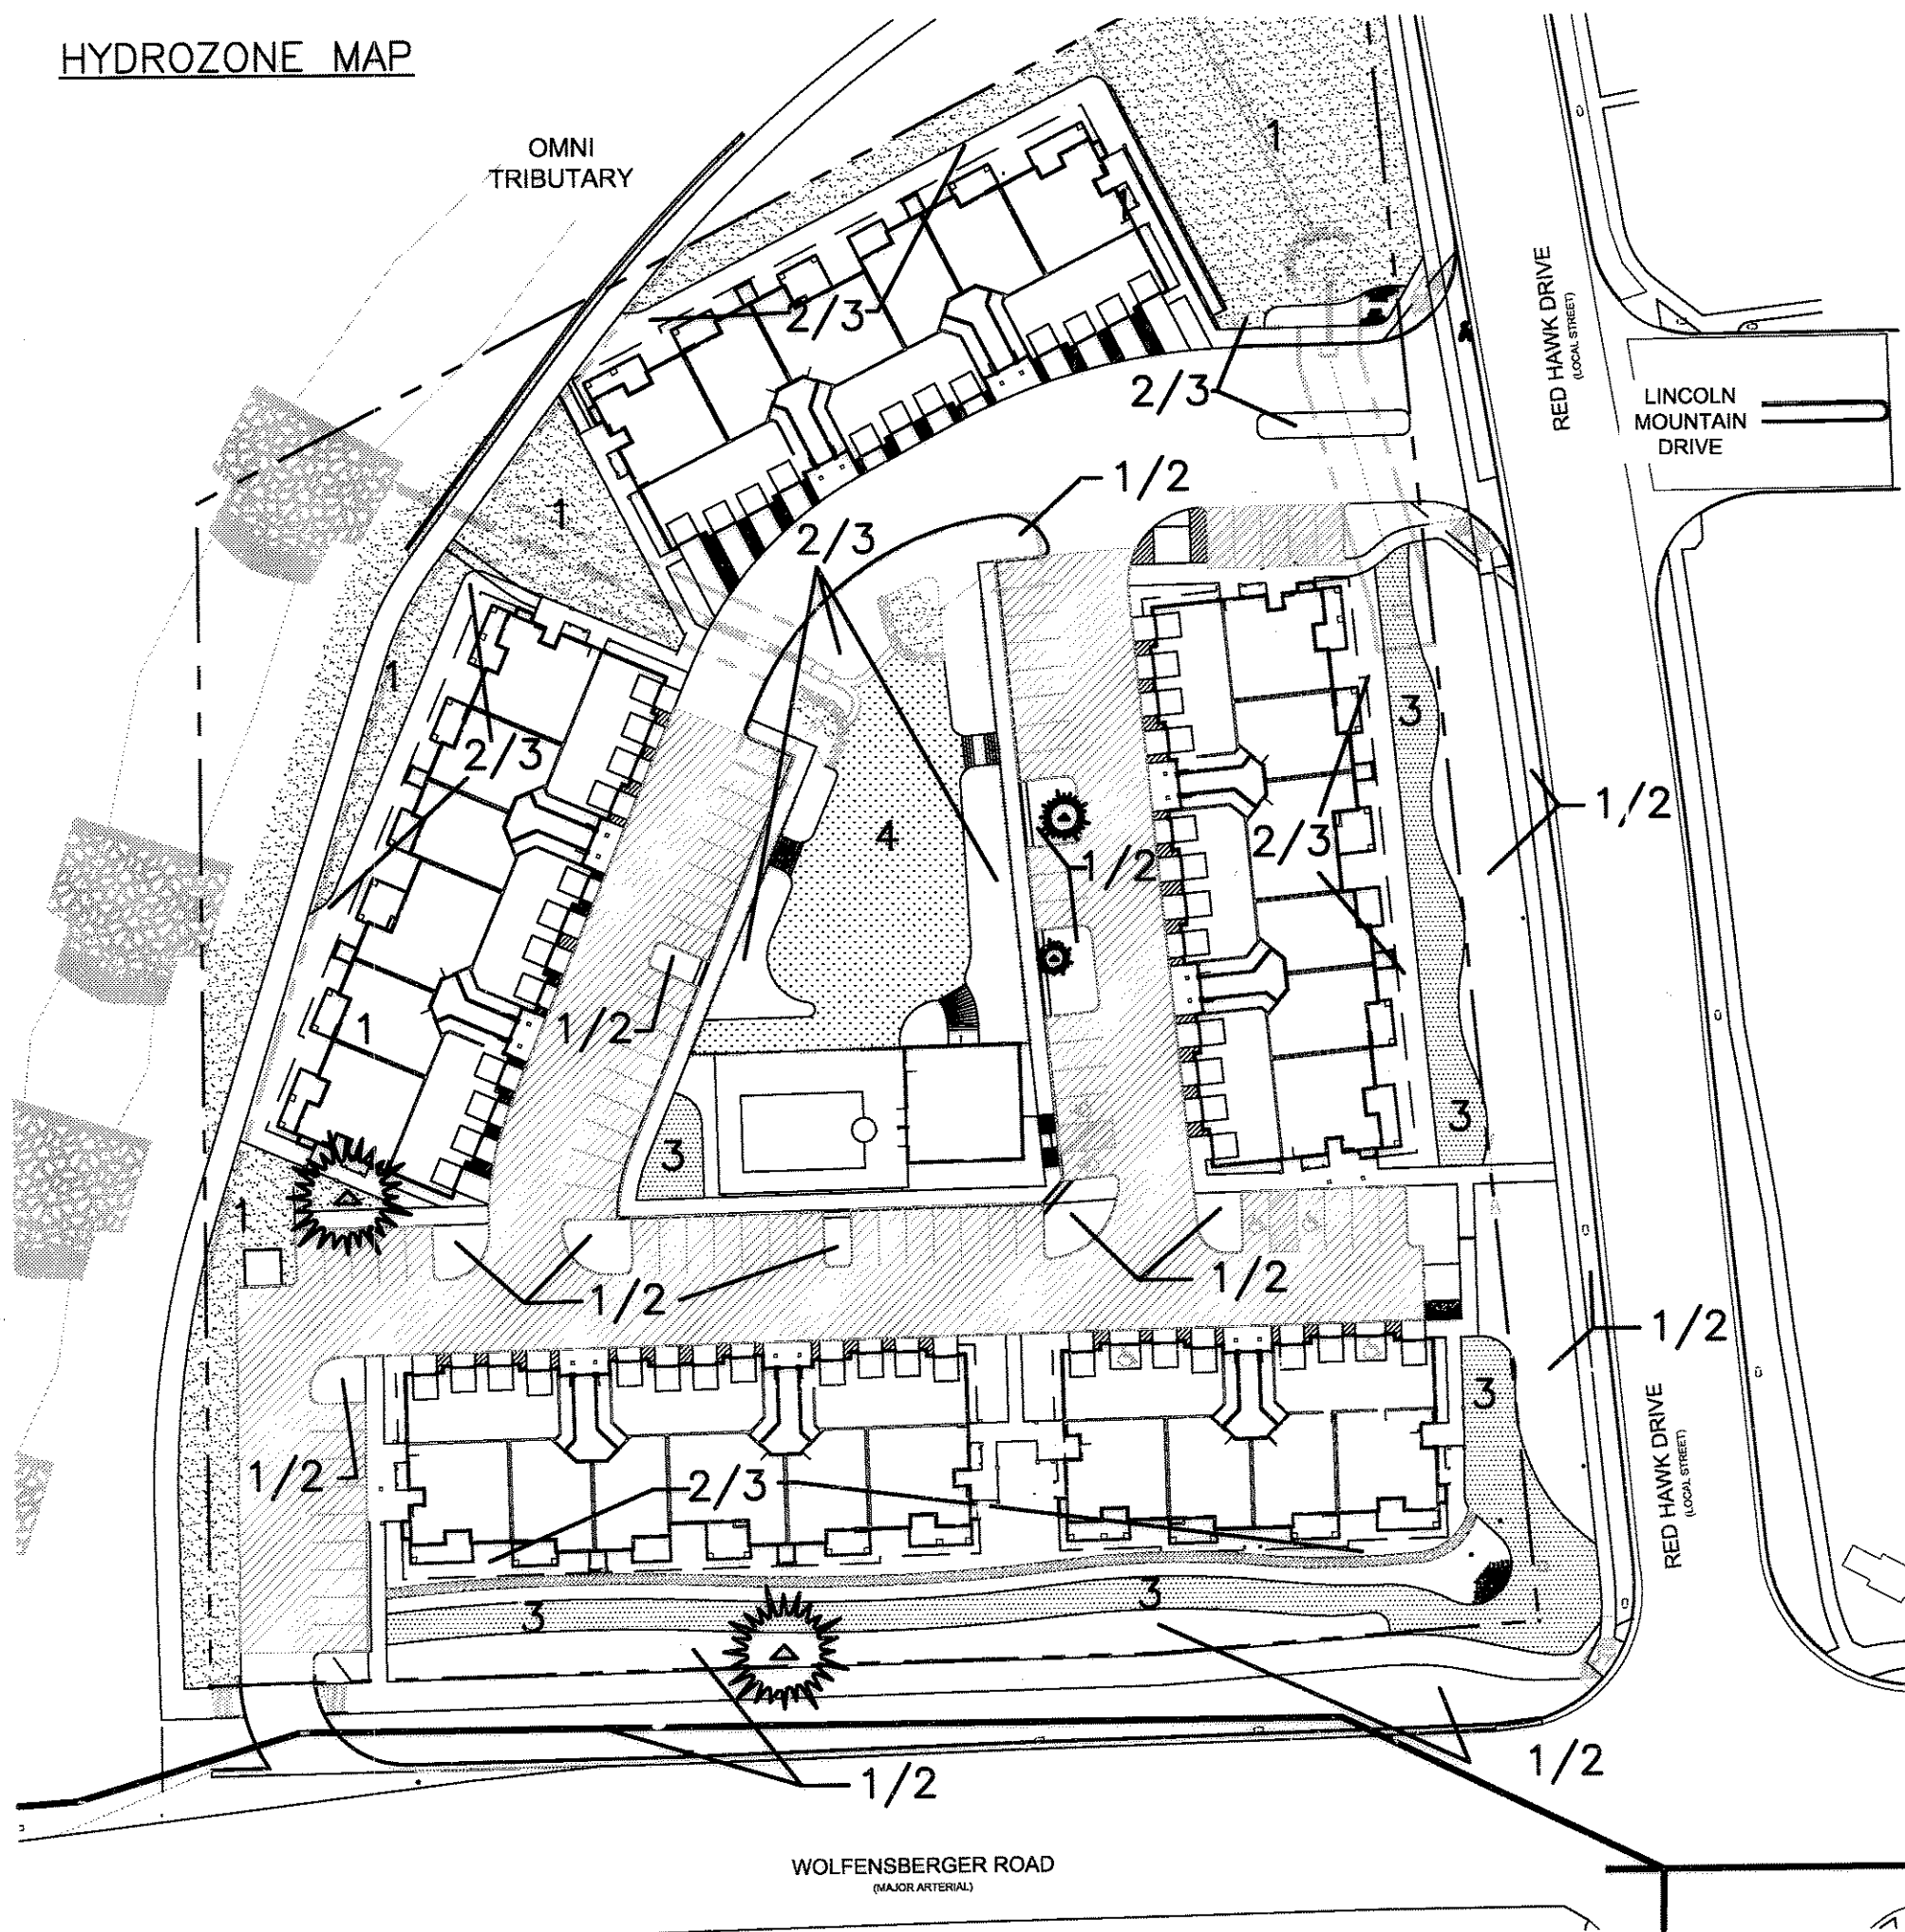 HYDROZONE MAP
OMNI
TRIBUTARY
1
2/3
RED HAWK DRIVE
(LOCAL STREET)
2/3
LINCOLN
MOUNTAIN
DRIVE
1/2
1
2/3
1
3
2/3
1/2
4
2/3
1/2
1/2
1
3
3
1
1/2
1/2
1/2
3
RED HAWK DRIVE
(LOCAL STREET)
1/2
2/3
3
3
1/2
1/2
WOLFENSBERGER ROAD
(MAJOR ARTERIAL)